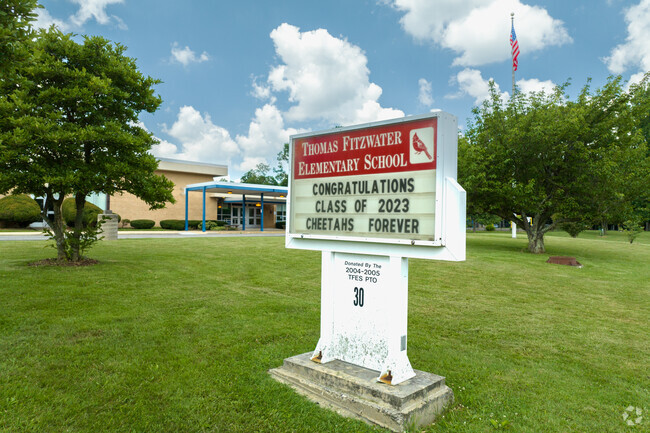 THOMAS FITZWATER
ELEMENTARY SCHOOL
CONGRATULATIONS
CLASS OF 2023
CHEETAHS FOREVER
Donated By The
2004-2005
TFES PTO
30